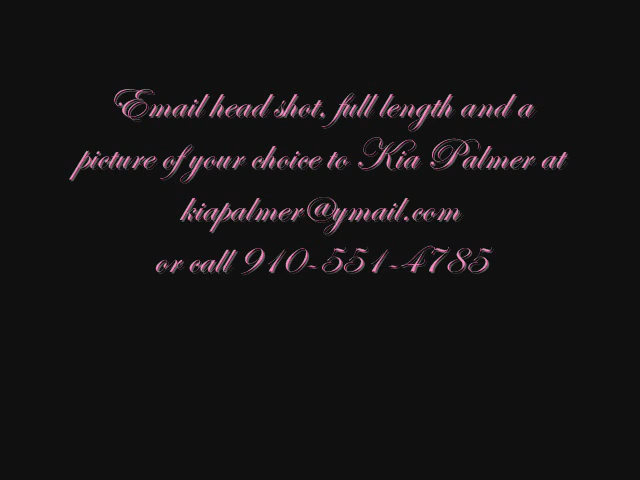 Email head shot, full length and a
picture of your choice to Kia Palmer at
kiapalmer@ymail.com
or call 910-551-4785